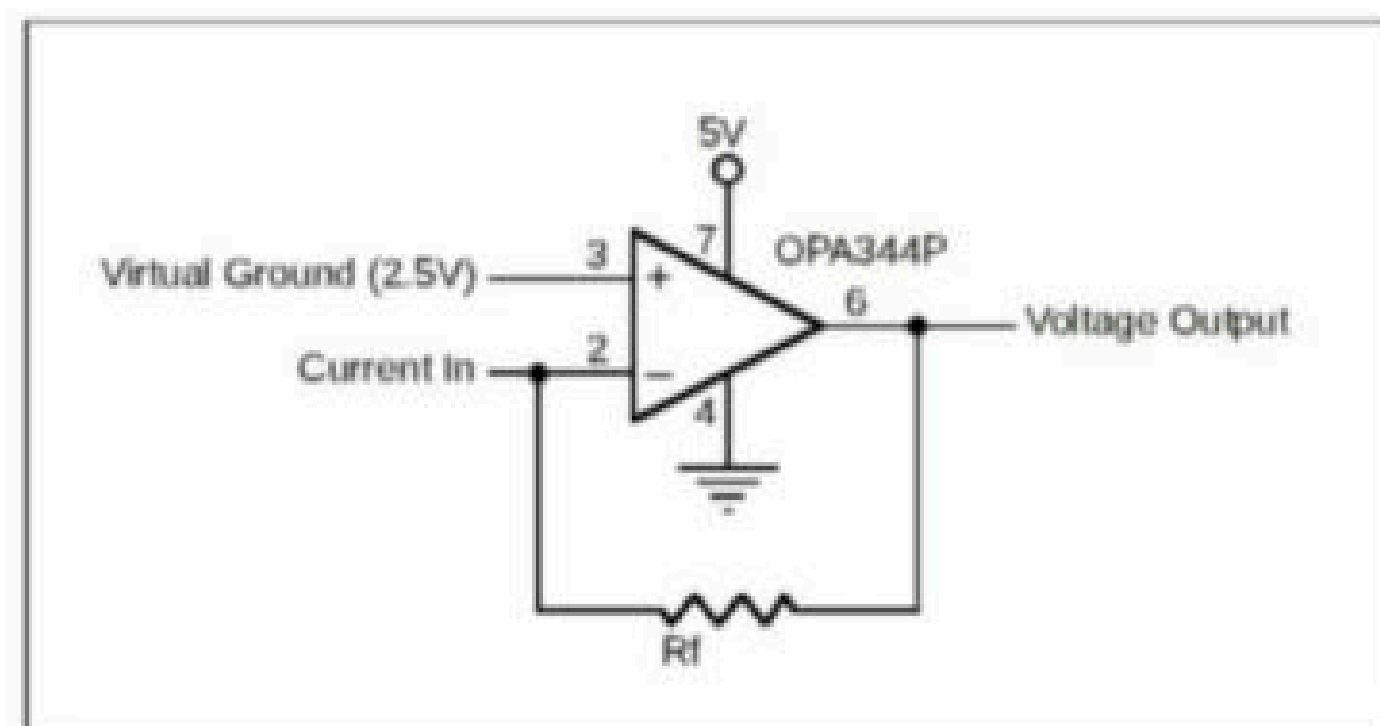 5V
7
OPA344P
3
Virtual Ground (2.5V)
+
6
Voltage Output
2
Current In
−
4
Rf